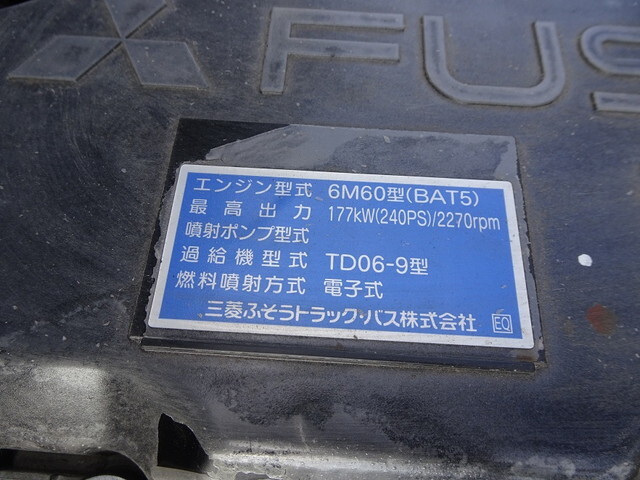 FUS
エンジン型式 6M60型(BAT5)
最高出力 177kW(240PS)/2270rpm
噴射ポンプ型式
過給機型式 TD06-9型
燃料噴射方式 電子式
三菱ふそうトラック・バス株式会社 EQ